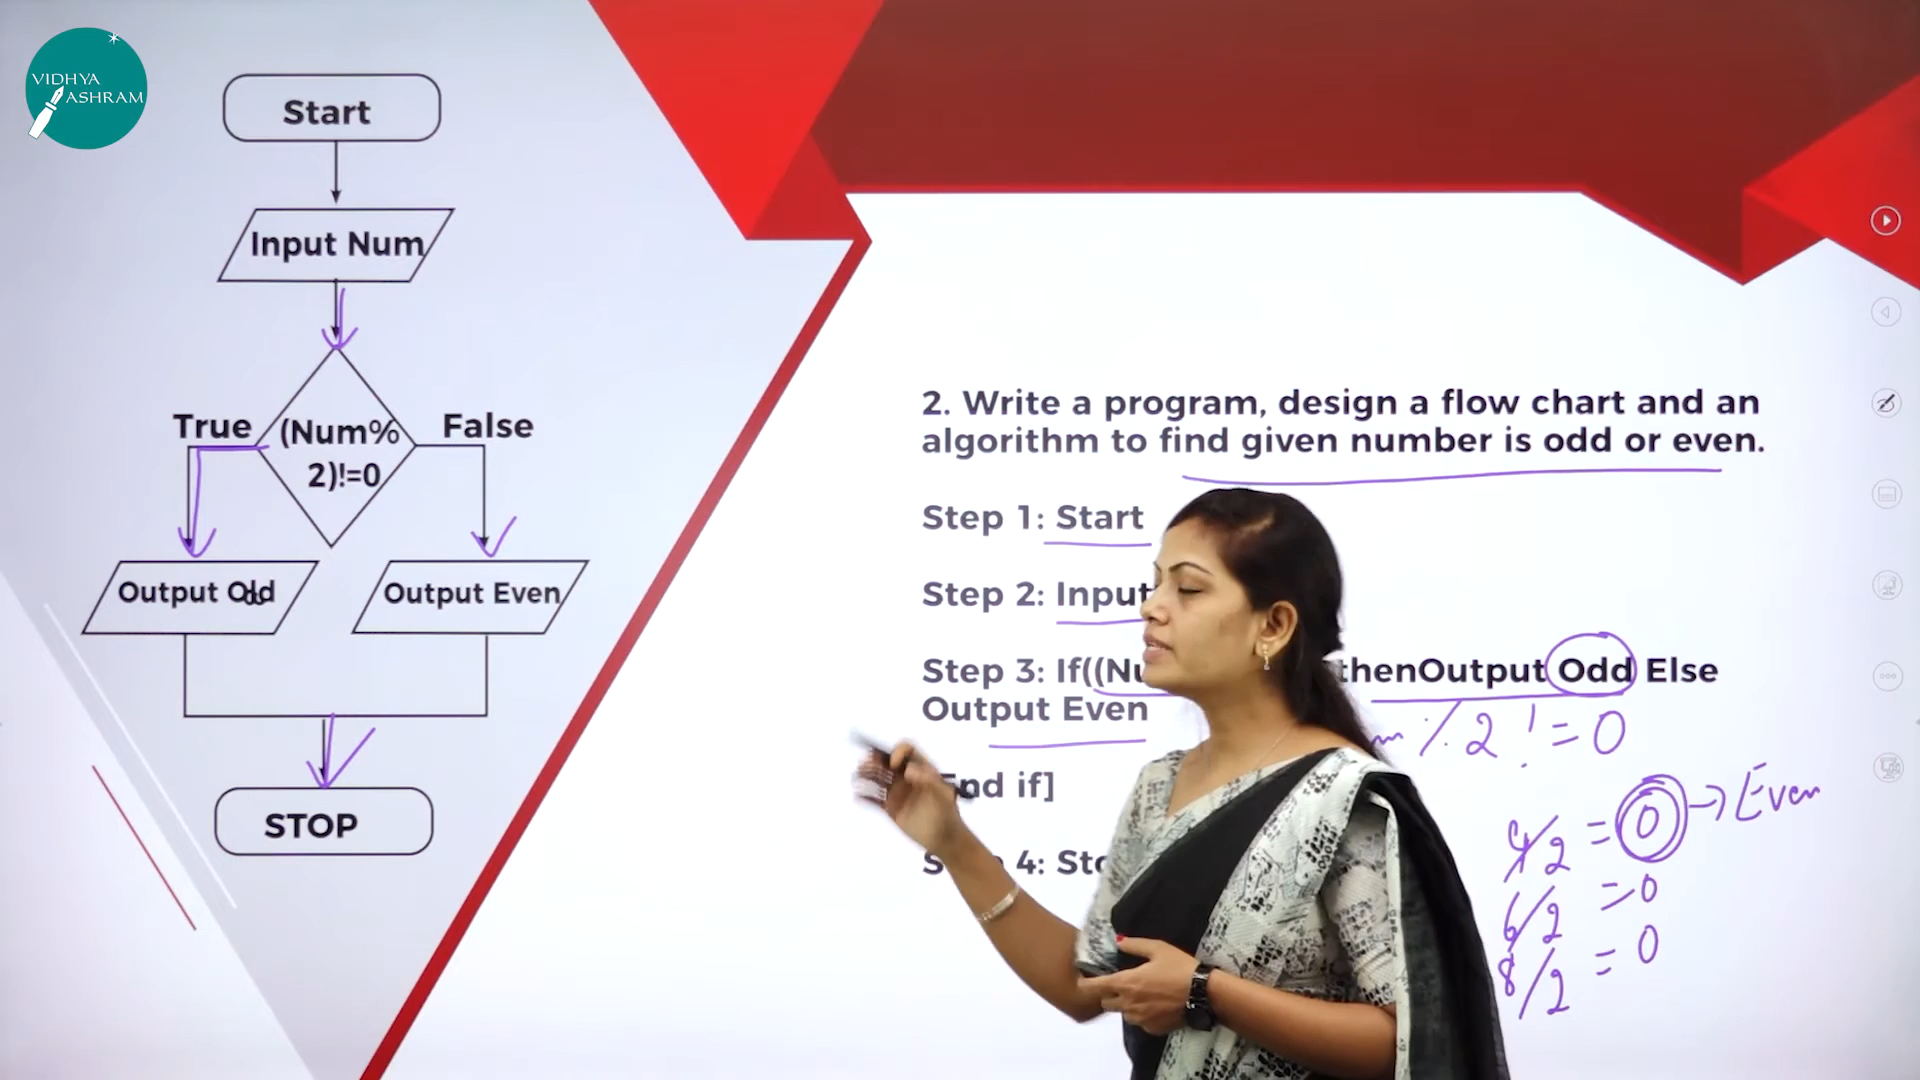 VIDHYA
ASHRAM
Start
Input Num
True
(Num%
False
2)!=0
Output Odd
Output Even
STOP
2. Write a program, design a flow chart and an
algorithm to find given number is odd or even.
Step 1: Start
Step 2: Input
Step 3: If((Nu thenOutput Odd Else
Output Even
% 2 != 0
End if]
4/2 = 0 → Even
6/2 = 0
8/2 = 0
4: Sto